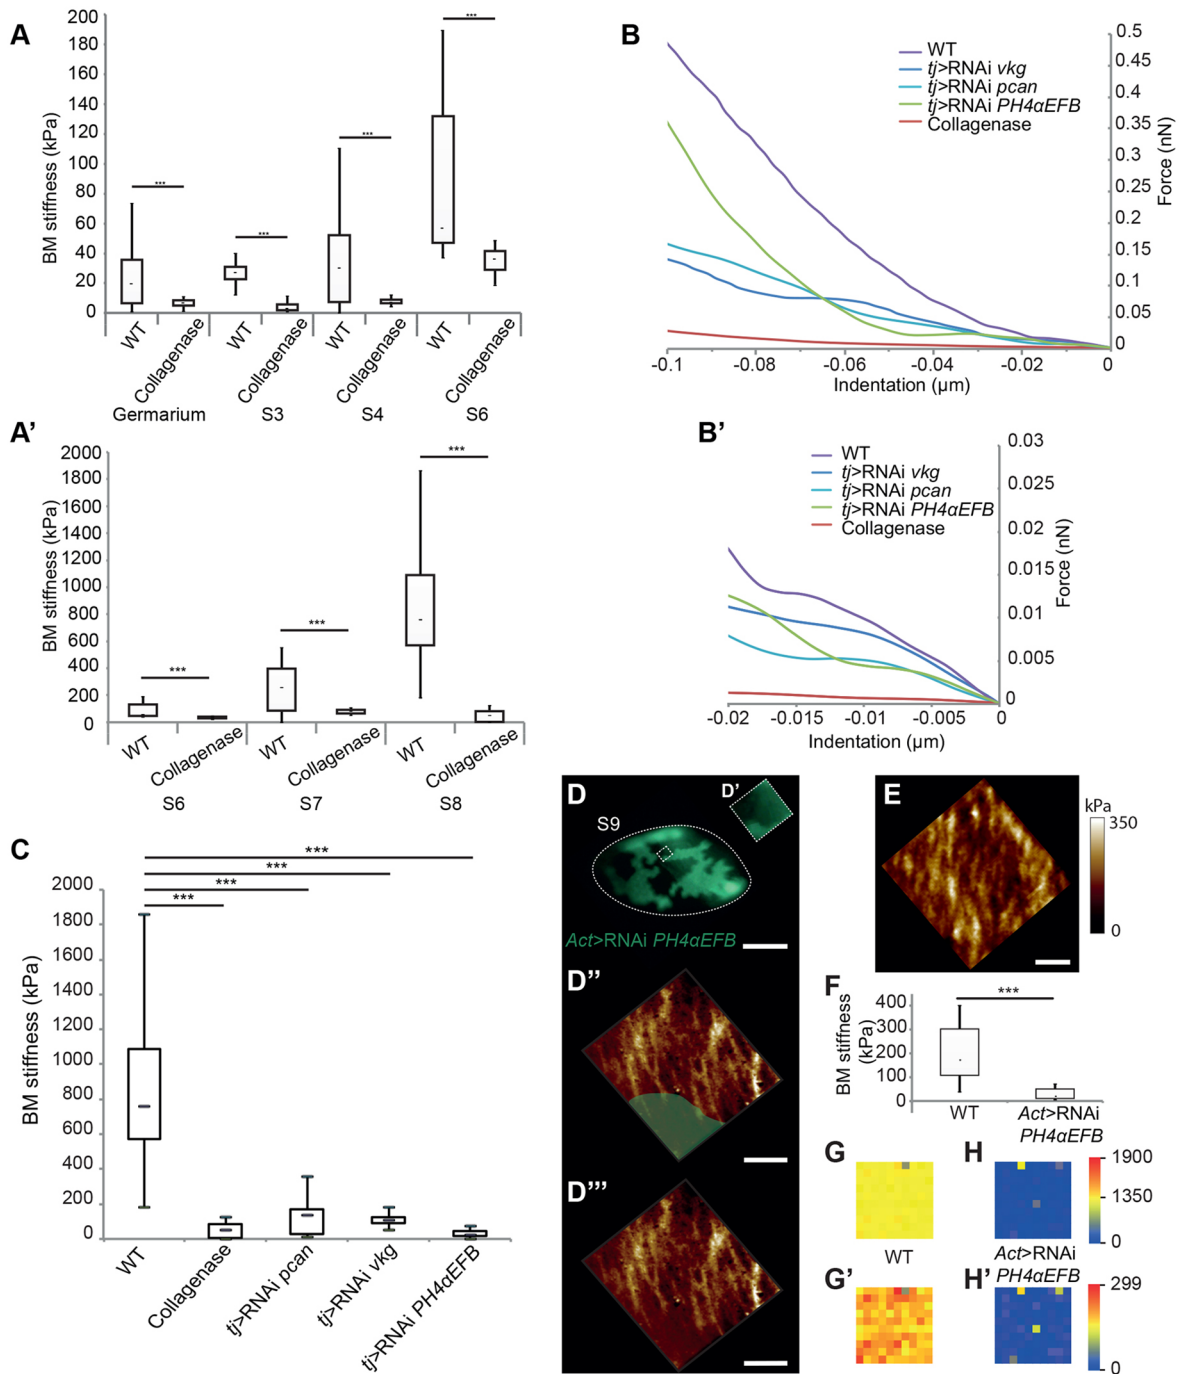 A
BM stiffness (kPa)
200
180
160
140
120
100
80
60
40
20
0
***
***
***
***
WT
Collagenase
WT
Collagenase
WT
Collagenase
WT
Collagenase
Germarium
S3
S4
S6
B
WT
tj>RNAi vkg
tj>RNAi pcan
tj>RNAi PH4αEFB
Collagenase
0.5
0.45
0.4
0.35
0.3
0.25
0.2
0.15
0.1
0.05
0
Force (nN)
-0.1
-0.08
-0.06
-0.04
-0.02
0
Indentation (µm)
A'
BM stiffness (kPa)
2000
1800
1600
1400
1200
1000
800
600
400
200
0
***
***
***
WT
Collagenase
WT
Collagenase
WT
Collagenase
S6
S7
S8
B'
WT
tj>RNAi vkg
tj>RNAi pcan
tj>RNAi PH4αEFB
Collagenase
0.03
0.025
0.02
0.015
0.01
0.005
0
Force (nN)
-0.02
-0.015
-0.01
-0.005
0
Indentation (µm)
C
BM stiffness (kPa)
2000
1800
1600
1400
1200
1000
800
600
400
200
0
***
***
***
***
WT
Collagenase
tj>RNAi pcan
tj>RNAi vkg
tj>RNAi PH4αEFB
D
D'
S9
Act>RNAi PH4αEFB
D''
D'''
E
kPa
350
0
F
BM stiffness
(kPa)
400
300
200
100
0
***
WT
Act>RNAi
PH4αEFB
G
H
1900
1350
0
WT
Act>RNAi
PH4αEFB
G'
H'
299
0